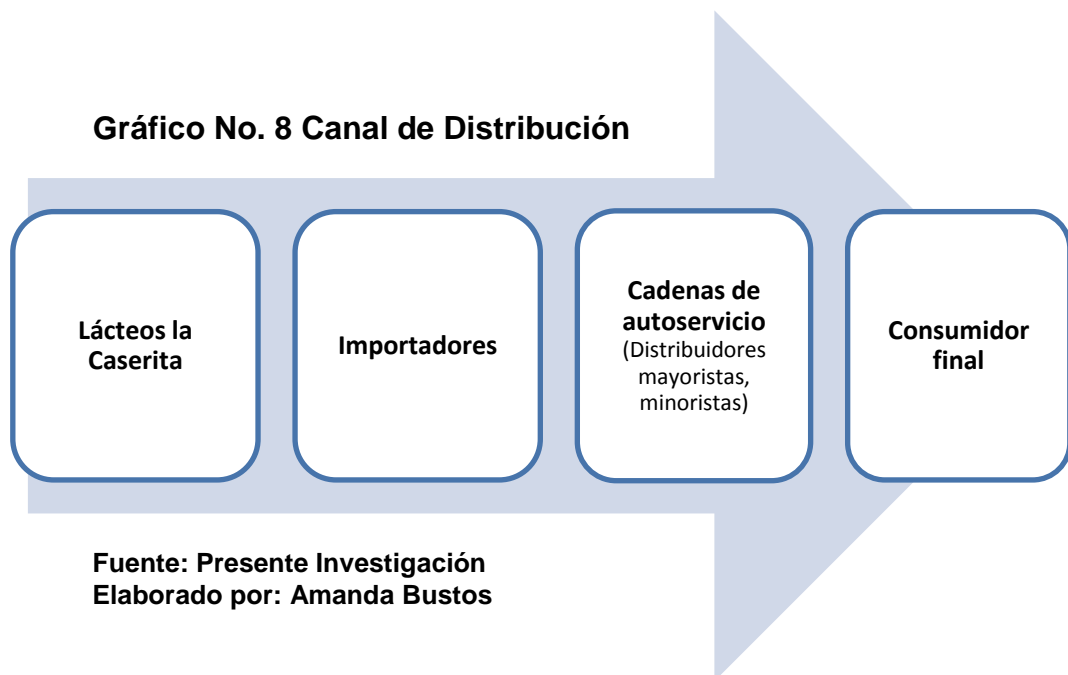 Gráfico No. 8 Canal de Distribución
Lácteos la
Caserita
Importadores
Cadenas de
autoservicio
(Distribuidores
mayoristas,
minoristas)
Consumidor
final
Fuente: Presente Investigación
Elaborado por: Amanda Bustos